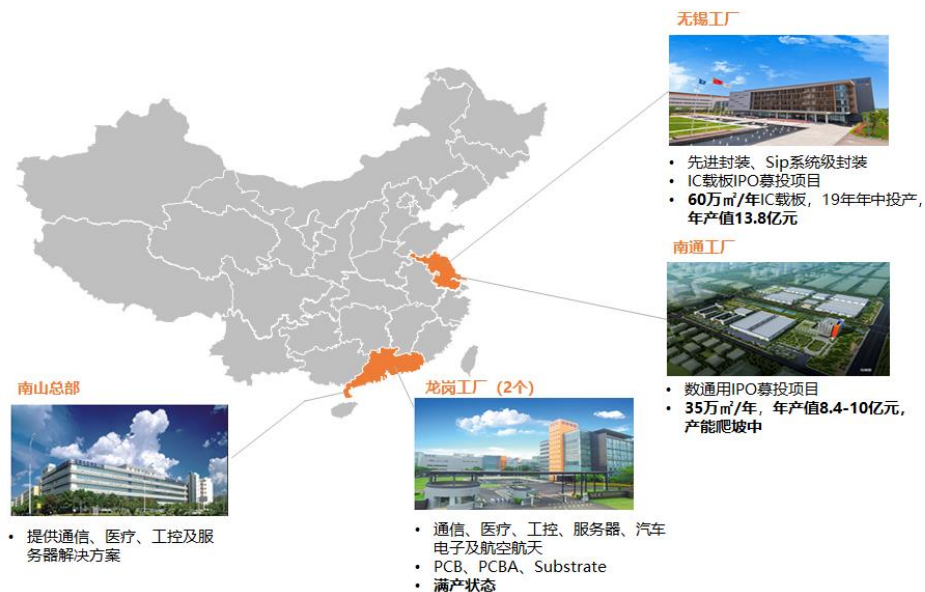 无锡工厂
• 先进封装、Sip系统级封装
• IC载板IPO募投项目
• 60万㎡/年IC载板，19年年中投产，
年产值13.8亿元
南通工厂
• 数通用IPO募投项目
• 35万㎡/年，年产值8.4-10亿元，
产能爬坡中
南山总部
• 提供通信、医疗、工控及服
务器解决方案
龙岗工厂（2个）
• 通信、医疗、工控、服务器、汽车
电子及航空航天
• PCB、PCBA、Substrate
• 满产状态